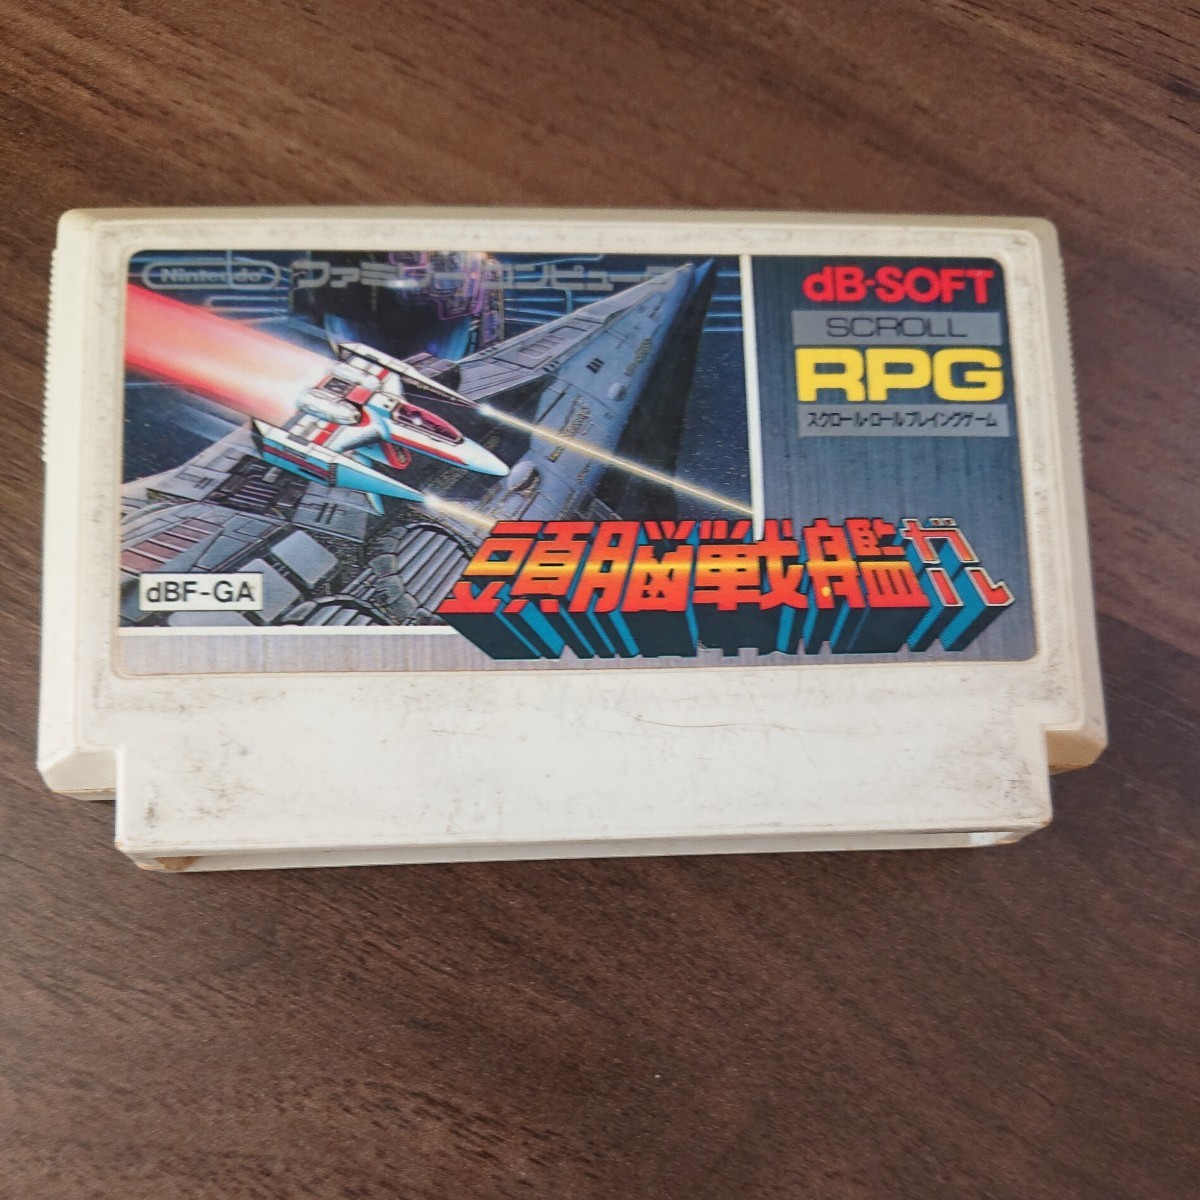 Nintendo ファミリーコンピュータ
dB-SOFT
SCROLL
RPG
スクロール・ロールプレイングゲーム
頭脳戦艦ガル
dBF-GA